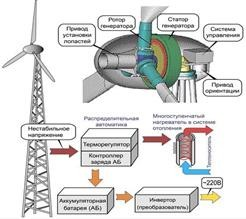 Ротор
генератора
Статор
генератора
Привод
установки
лопастей
Система
управления
Привод
ориентации
Нестабильное
напряжение
Распределительная
автоматика
Многоступенчатый
нагреватель в системе
отопления
Терморегулятор
Контроллер
заряда АБ
Аккумуляторная
батарея (АБ)
Инвертор
(преобразователь)
~220В